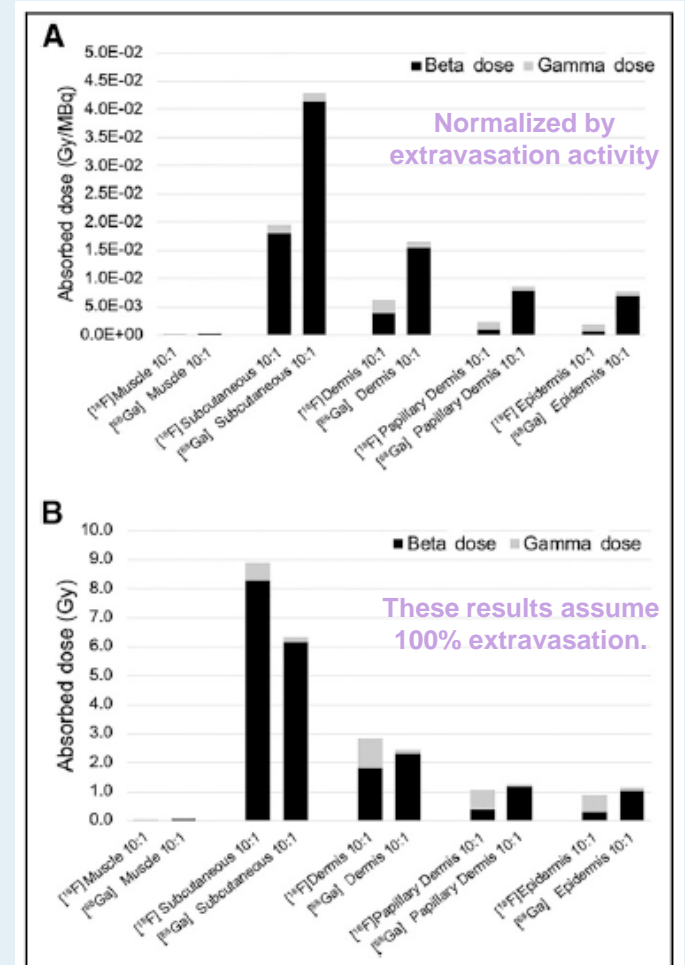 A
5.0E-02
4.5E-02
4.0E-02
3.5E-02
3.0E-02
2.5E-02
2.0E-02
1.5E-02
1.0E-02
5.0E-03
0.0E+00
Absorbed dose (Gy/MBq)
Beta dose Gamma dose
Normalized by
extravasation activity
[¹⁸F]Muscle 10:1
[⁶⁸Ga] Muscle 10:1
[¹⁸F]Subcutaneous 10:1
[⁶⁸Ga] Subcutaneous 10:1
[¹⁸F]Dermis 10:1
[⁶⁸Ga] Dermis 10:1
[¹⁸F] Papillary Dermis 10:1
[⁶⁸Ga] Papillary Dermis 10:1
[¹⁸F] Epidermis 10:1
[⁶⁸Ga] Epidermis 10:1
B
10.0
9.0
8.0
7.0
6.0
5.0
4.0
3.0
2.0
1.0
0.0
Absorbed dose (Gy)
Beta dose Gamma dose
These results assume
100% extravasation.
[¹⁸F]Muscle 10:1
[⁶⁸Ga] Muscle 10:1
[¹⁸F] Subcutaneous 10:1
[⁶⁸Ga] Subcutaneous 10:1
[¹⁸F]Dermis 10:1
[⁶⁸Ga] Dermis 10:1
[¹⁸F]Papillary Dermis 10:1
[⁶⁸Ga] Papillary Dermis 10:1
[¹⁸F]Epidermis 10:1
[⁶⁸Ga] Epidermis 10:1